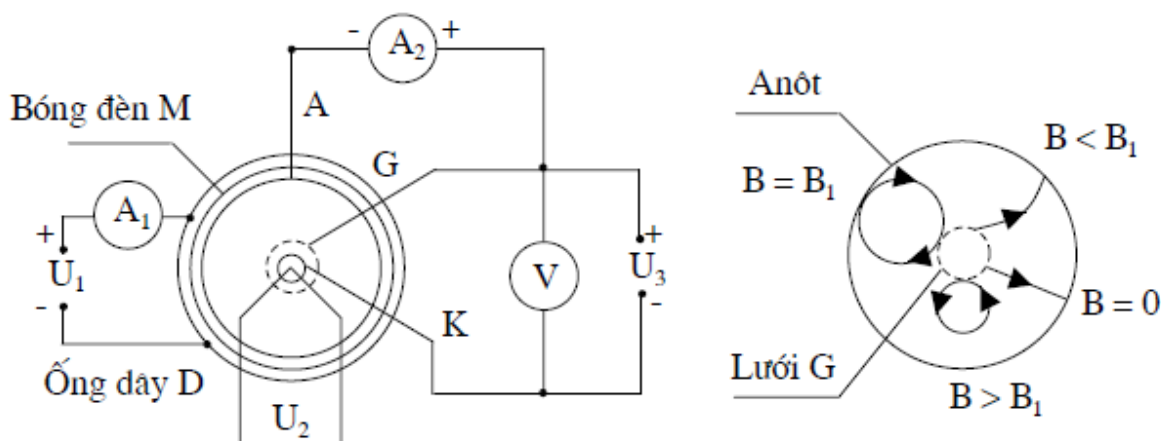 - A₂ +
Bóng đèn M
A
G
A₁
+
U₁
-
V
+
U₃
-
K
Ống dây D
U₂
Anôt
B < B₁
B = B₁
B = 0
Lưới G
B > B₁